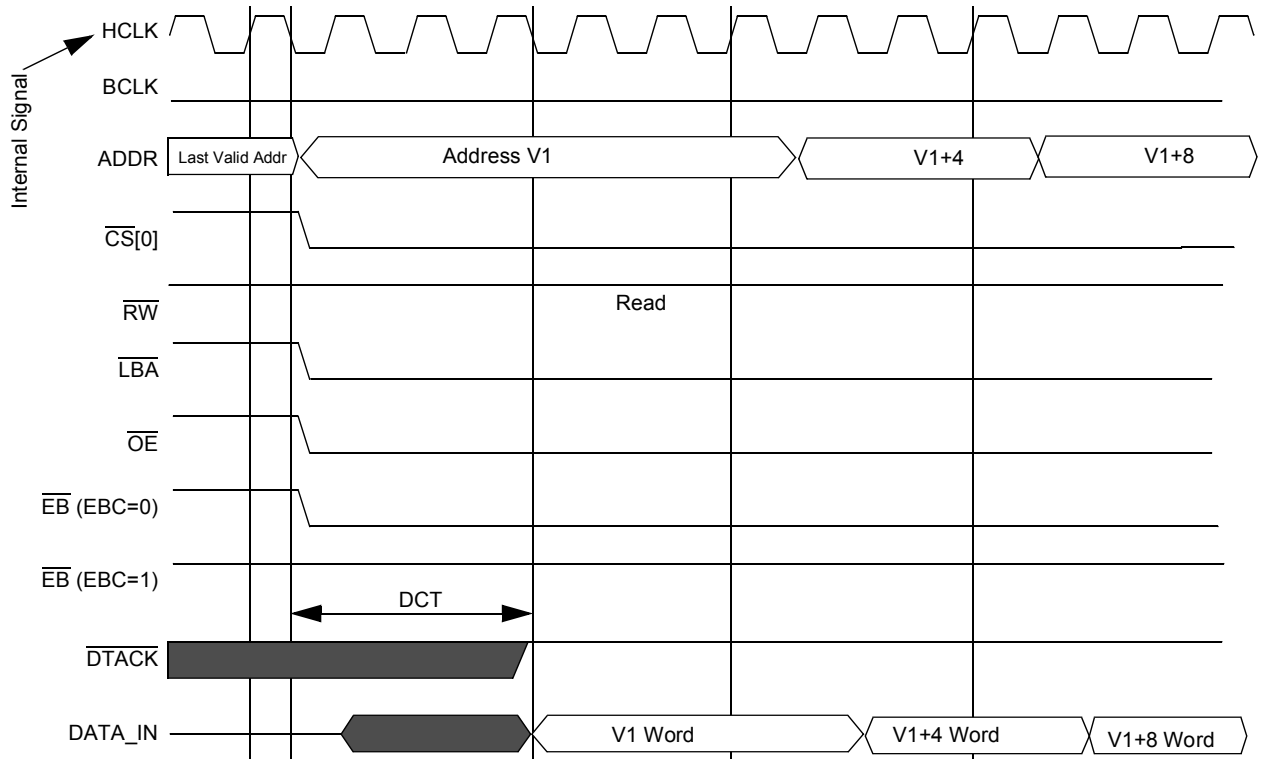 HCLK
Internal Signal
BCLK
ADDR Last Valid Addr Address V1 V1+4 V1+8
CS[0]
RW Read
LBA
OE
EB (EBC=0)
EB (EBC=1)
DCT
DTACK
DATA_IN V1 Word V1+4 Word V1+8 Word